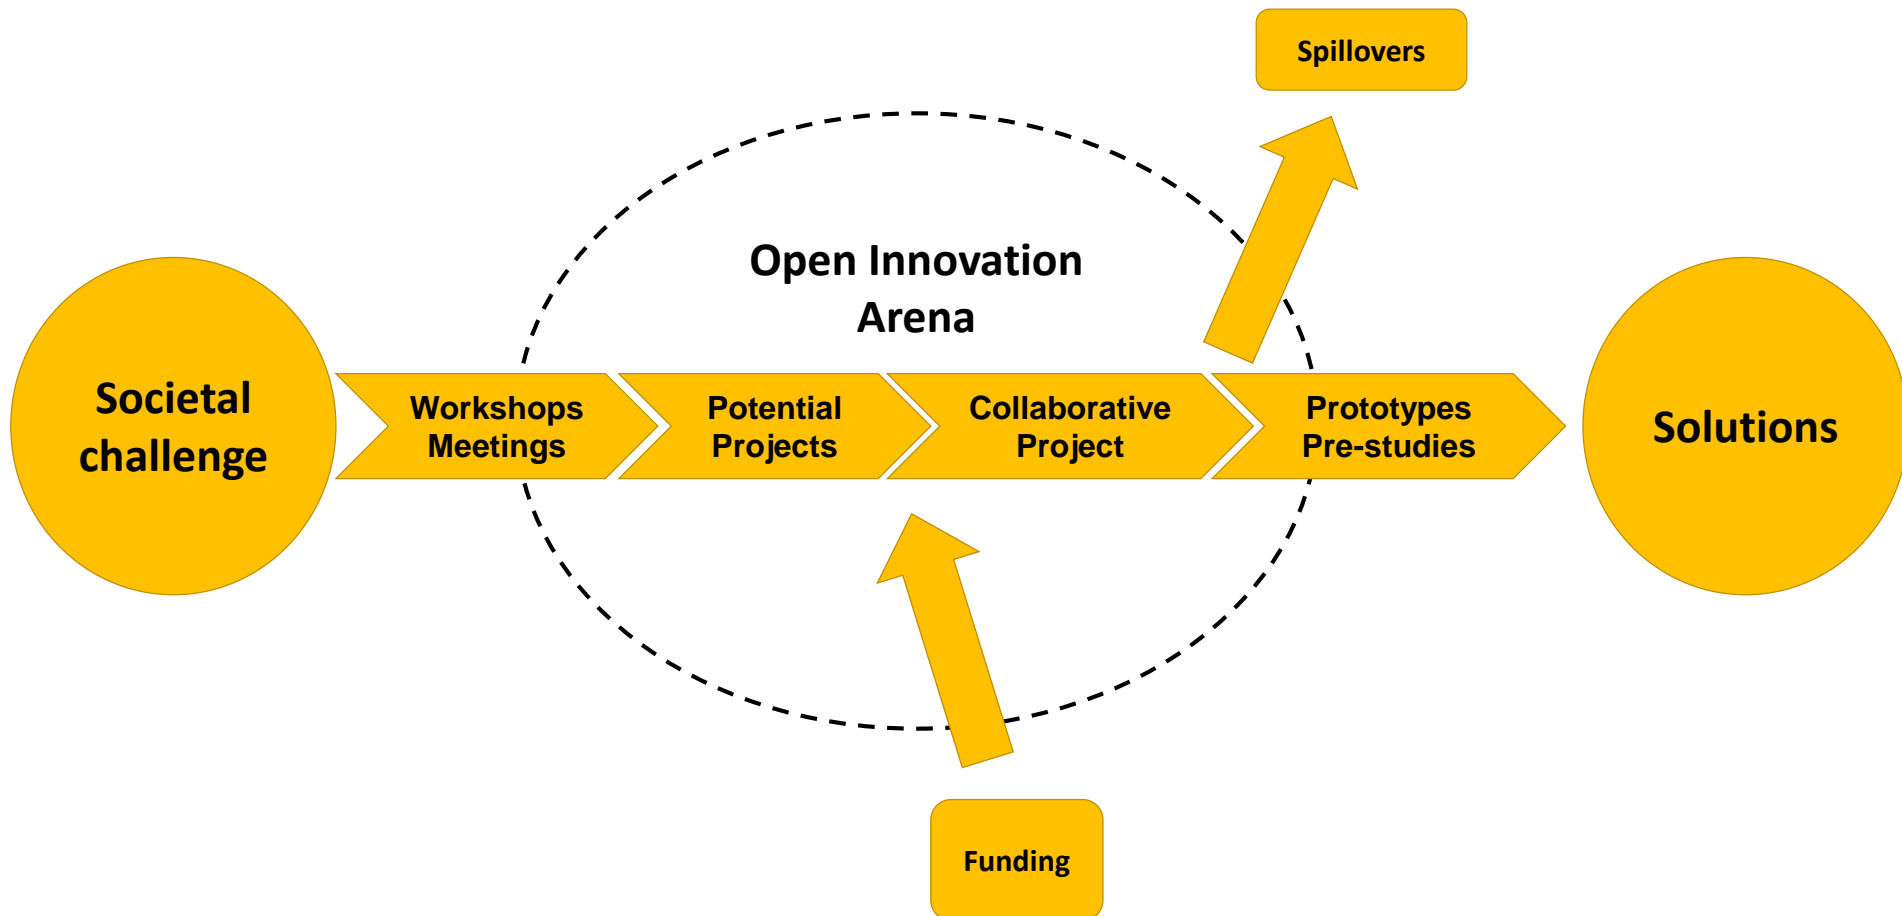 Spillovers
Open Innovation
Arena
Societal
challenge
Workshops
Meetings
Potential
Projects
Collaborative
Project
Prototypes
Pre-studies
Solutions
Funding